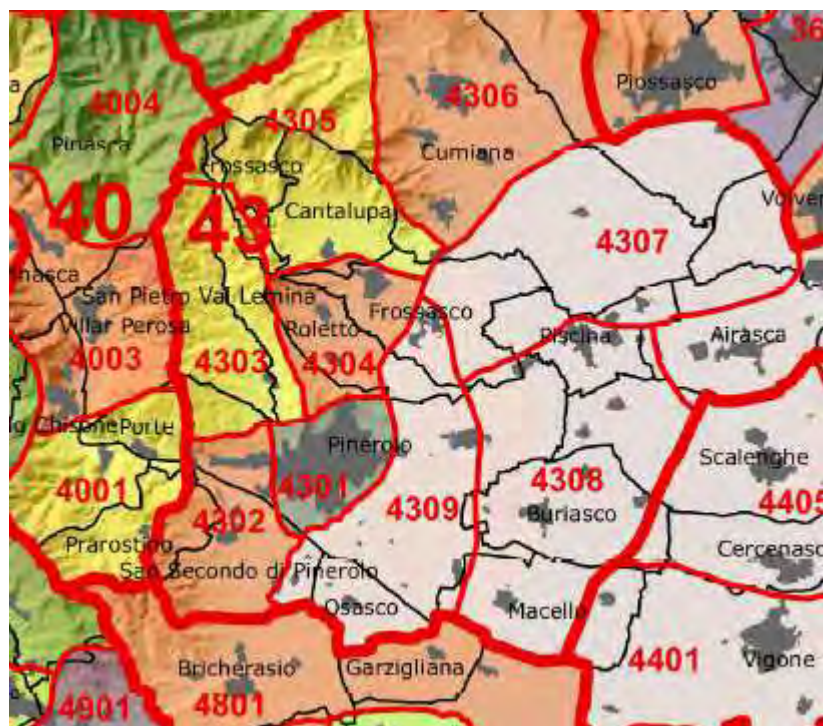 36
Piossasco
4004
4305
4306
Pinasca
Frossasco
Cumiana
40
43
Cantalupa
4307
San Pietro Val Lemina
Frossasco
Villar Perosa
Roletto
Piscina
Airasca
4003
4303
4304
Porte
Pinerolo
Scalenghe
4001
4301
4308
4405
4302
4309
Buriasco
Prarostino
Cercenasco
San Secondo di Pinerolo
Osasco
Macello
4401
Vigone
Bricherasio
Garzigliana
4901
4801